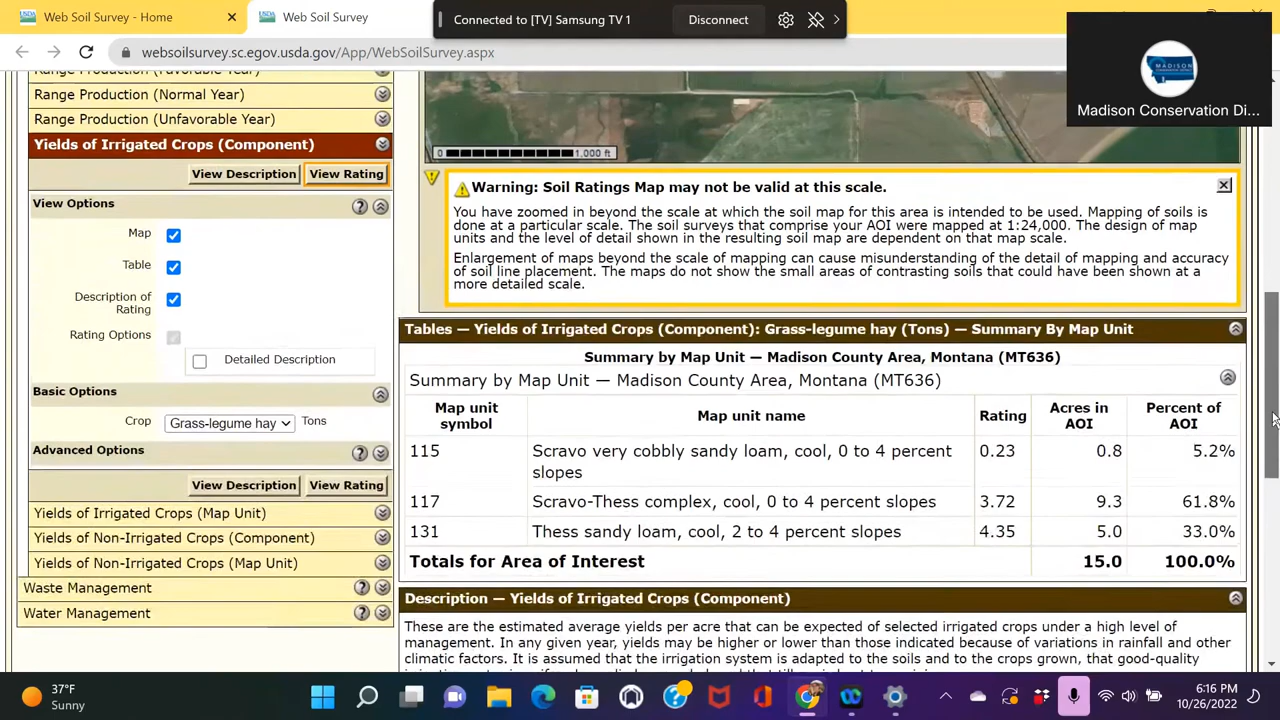 Web Soil Survey - Home
Web Soil Survey
Connected to [TV] Samsung TV 1
Disconnect
websoilsurvey.sc.egov.usda.gov/App/WebSoilSurvey.aspx
MADISON
Madison Conservation Di...
Range Production (Favorable Year)
Range Production (Normal Year)
Range Production (Unfavorable Year)
Yields of Irrigated Crops (Component)
View Description View Rating
View Options
Map
Table
Description of
Rating
Rating Options
Detailed Description
Basic Options
Crop Grass-legume hay Tons
Advanced Options
View Description View Rating
Yields of Irrigated Crops (Map Unit)
Yields of Non-Irrigated Crops (Component)
Yields of Non-Irrigated Crops (Map Unit)
Waste Management
Water Management
0 1,000 ft
Warning: Soil Ratings Map may not be valid at this scale.
You have zoomed in beyond the scale at which the soil map for this area is intended to be used. Mapping of soils is
done at a particular scale. The soil surveys that comprise your AOI were mapped at 1:24,000. The design of map
units and the level of detail shown in the resulting soil map are dependent on that map scale.
Enlargement of maps beyond the scale of mapping can cause misunderstanding of the detail of mapping and accuracy
of soil line placement. The maps do not show the small areas of contrasting soils that could have been shown at a
more detailed scale.
Tables — Yields of Irrigated Crops (Component): Grass-legume hay (Tons) — Summary By Map Unit
Summary by Map Unit — Madison County Area, Montana (MT636)
Summary by Map Unit — Madison County Area, Montana (MT636)
Map unit symbol Map unit name Rating Acres in AOI Percent of AOI
115 Scravo very cobbly sandy loam, cool, 0 to 4 percent slopes 0.23 0.8 5.2%
117 Scravo-Thess complex, cool, 0 to 4 percent slopes 3.72 9.3 61.8%
131 Thess sandy loam, cool, 2 to 4 percent slopes 4.35 5.0 33.0%
Totals for Area of Interest 15.0 100.0%
Description — Yields of Irrigated Crops (Component)
These are the estimated average yields per acre that can be expected of selected irrigated crops under a high level of
management. In any given year, yields may be higher or lower than those indicated because of variations in rainfall and other
climatic factors. It is assumed that the irrigation system is adapted to the soils and to the crops grown, that good-quality
37°F
Sunny
6:16 PM
10/26/2022